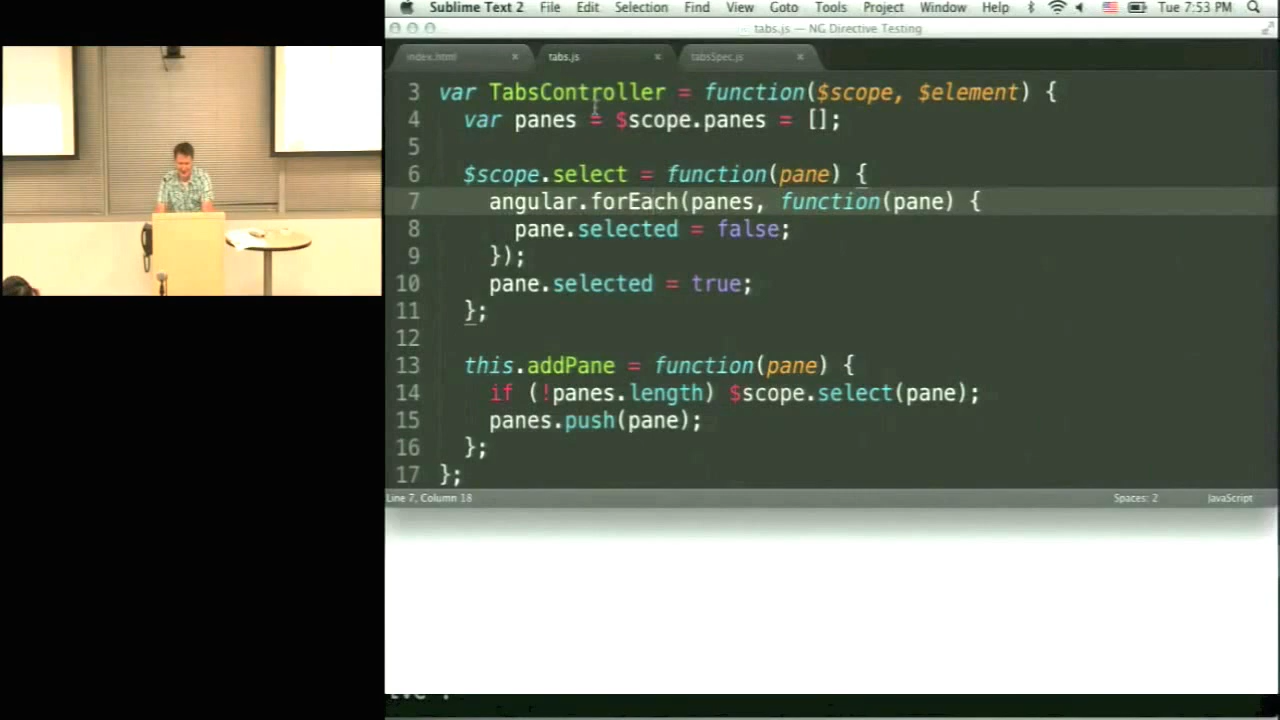 Sublime Text 2 File Edit Selection Find View Goto Tools Project Window Help Tue 7:53 PM
tabs.js — NG Directive Testing
index.html tabs.js tabsSpec.js
3 var TabsController = function($scope, $element) {
4 var panes = $scope.panes = [];
5
6 $scope.select = function(pane) {
7 angular.forEach(panes, function(pane) {
8 pane.selected = false;
9 });
10 pane.selected = true;
11 };
12
13 this.addPane = function(pane) {
14 if (!panes.length) $scope.select(pane);
15 panes.push(pane);
16 };
17 };
Line 7, Column 18 Spaces: 2 JavaScript